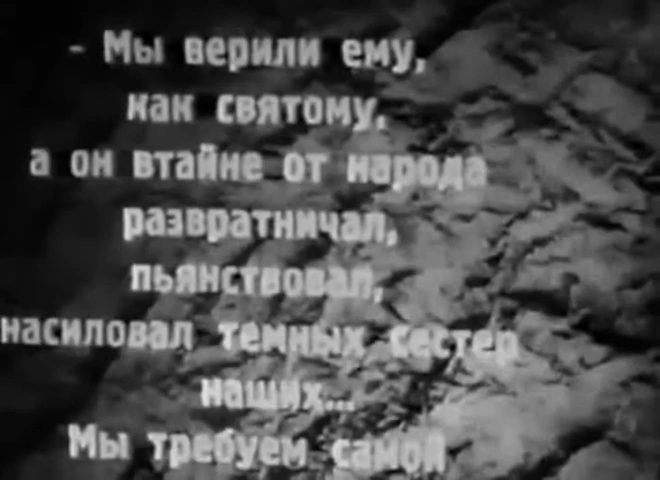 - Мы верили ему,
как святому,
а он втайне от народа
развратничал,
пьянствовал,
насиловал темных сестер
наших...
Мы требуем самой